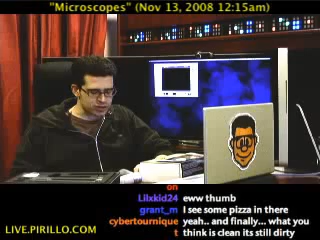 "Microscopes" (Nov 13, 2008 12:15am)
on
Lilxkid24 eww thumb
grant_m I see some pizza in there
cybertournique yeah.. and finally... what you
t think is clean its still dirty
LIVE.PIRILLO.COM